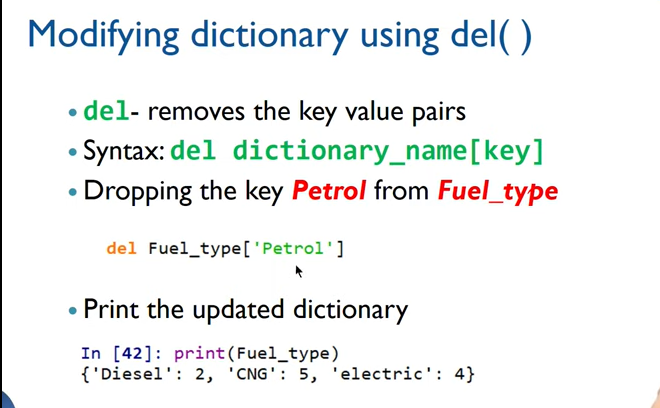 Modifying dictionary using del( )
• del- removes the key value pairs
• Syntax: del dictionary_name[key]
• Dropping the key Petrol from Fuel_type
del Fuel_type['Petrol']
• Print the updated dictionary
In [42]: print(Fuel_type)
{'Diesel': 2, 'CNG': 5, 'electric': 4}